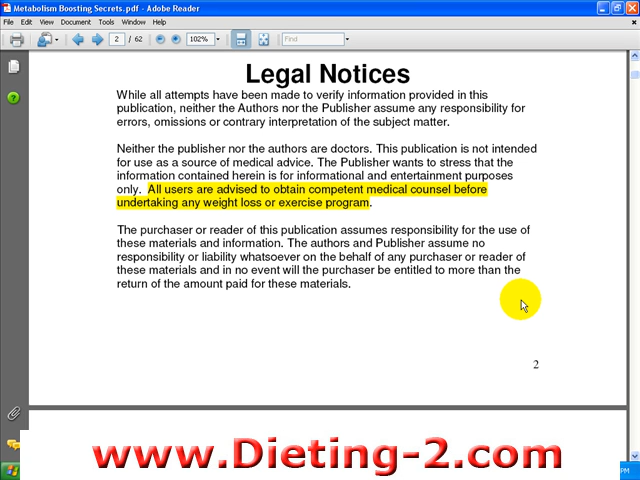 Metabolism Boosting Secrets.pdf - Adobe Reader
File Edit View Document Tools Window Help
2 / 62 102% Find
Legal Notices
While all attempts have been made to verify information provided in this
publication, neither the Authors nor the Publisher assume any responsibility for
errors, omissions or contrary interpretation of the subject matter.
Neither the publisher nor the authors are doctors. This publication is not intended
for use as a source of medical advice. The Publisher wants to stress that the
information contained herein is for informational and entertainment purposes
only. All users are advised to obtain competent medical counsel before
undertaking any weight loss or exercise program.
The purchaser or reader of this publication assumes responsibility for the use of
these materials and information. The authors and Publisher assume no
responsibility or liability whatsoever on the behalf of any purchaser or reader of
these materials and in no event will the purchaser be entitled to more than the
return of the amount paid for these materials.
2
www.Dieting-2.com
PM